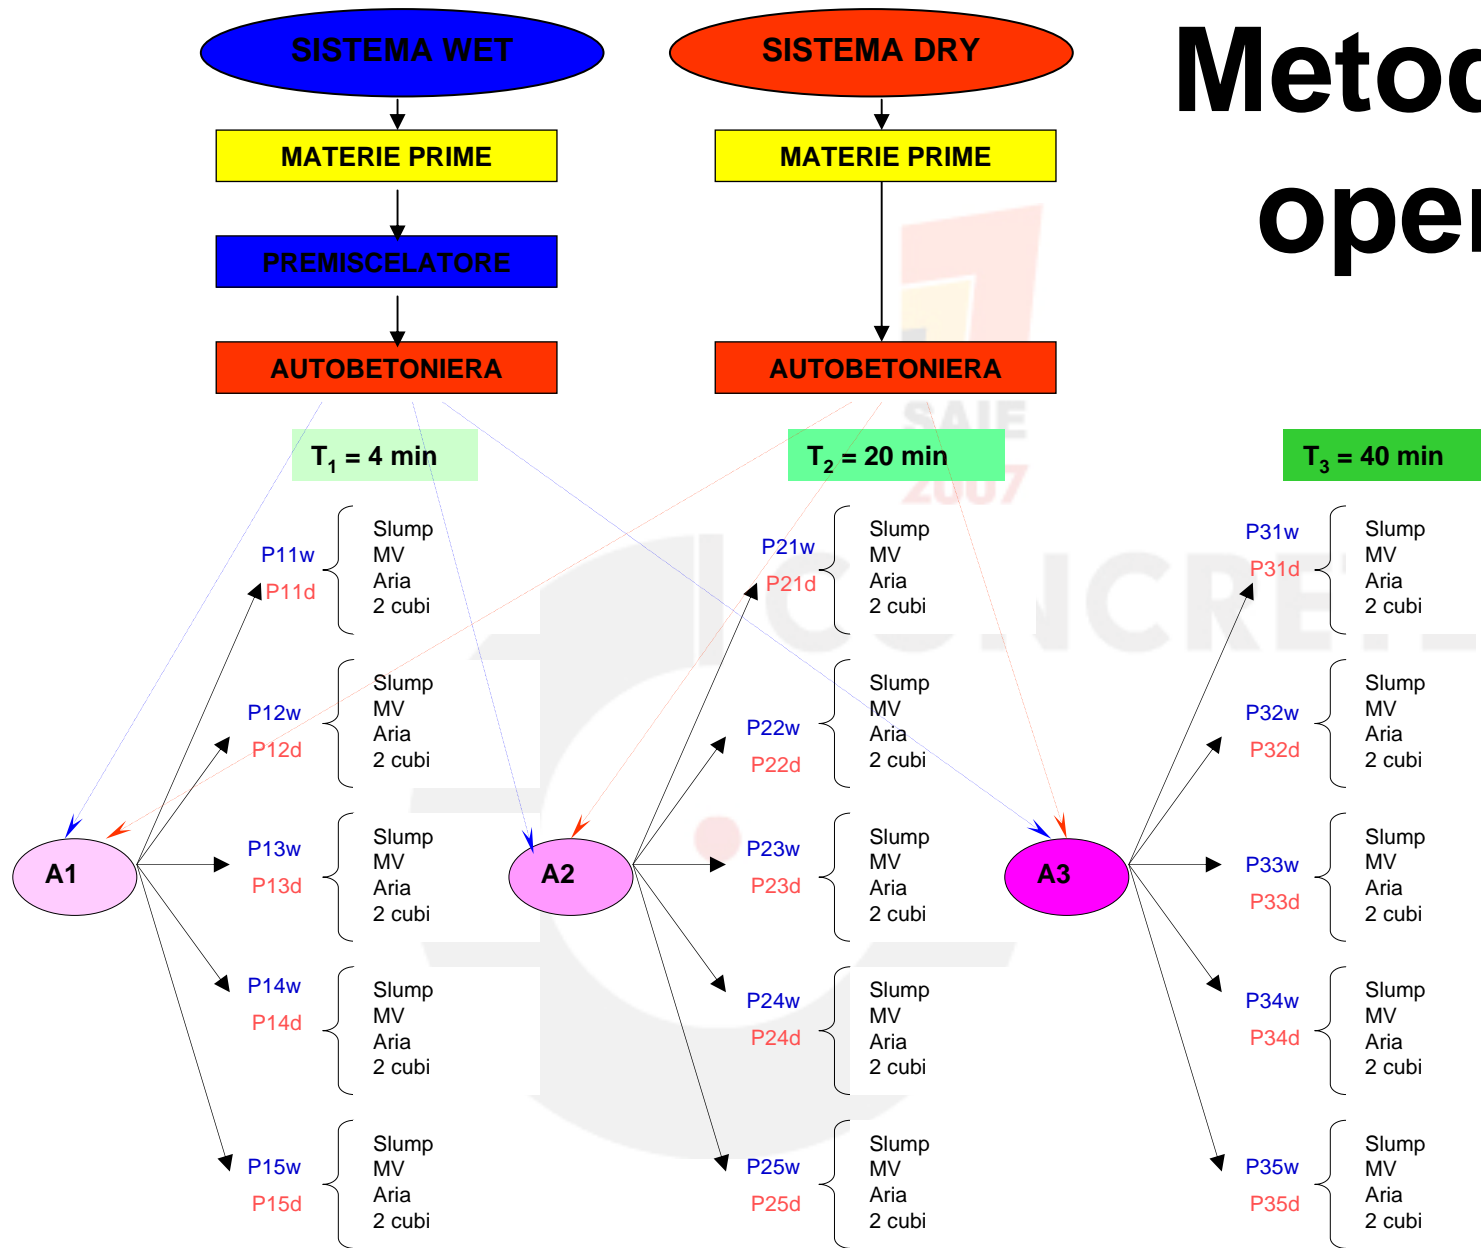 SISTEMA WET
SISTEMA DRY
Metod
oper
MATERIE PRIME
MATERIE PRIME
PREMISCELATORE
AUTOBETONIERA
AUTOBETONIERA
SAIE
2007
CONCRETE
T1 = 4 min
T2 = 20 min
T3 = 40 min
A1
P11w
P11d
Slump
MV
Aria
2 cubi
P12w
P12d
Slump
MV
Aria
2 cubi
P13w
P13d
Slump
MV
Aria
2 cubi
P14w
P14d
Slump
MV
Aria
2 cubi
P15w
P15d
Slump
MV
Aria
2 cubi
A2
P21w
P21d
Slump
MV
Aria
2 cubi
P22w
P22d
Slump
MV
Aria
2 cubi
P23w
P23d
Slump
MV
Aria
2 cubi
P24w
P24d
Slump
MV
Aria
2 cubi
P25w
P25d
Slump
MV
Aria
2 cubi
A3
P31w
P31d
Slump
MV
Aria
2 cubi
P32w
P32d
Slump
MV
Aria
2 cubi
P33w
P33d
Slump
MV
Aria
2 cubi
P34w
P34d
Slump
MV
Aria
2 cubi
P35w
P35d
Slump
MV
Aria
2 cubi